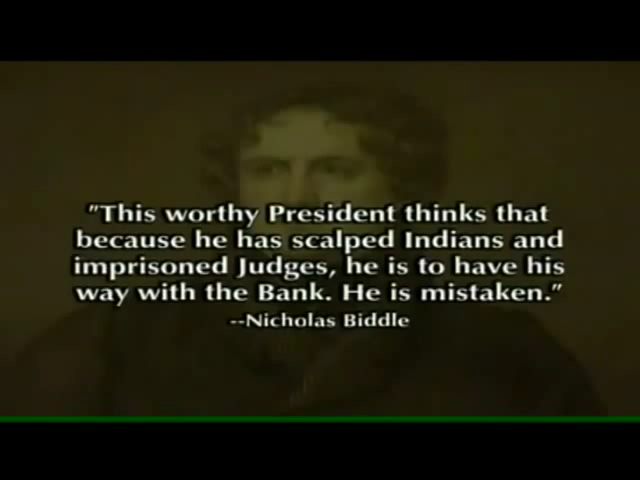 "This worthy President thinks that
because he has scalped Indians and
imprisoned Judges, he is to have his
way with the Bank. He is mistaken."
--Nicholas Biddle